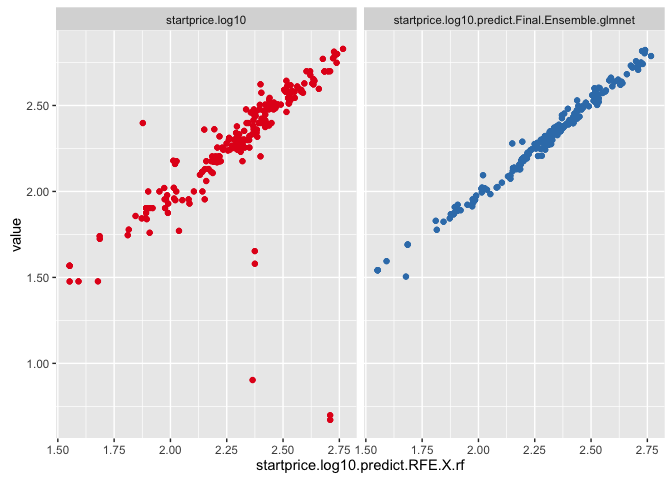 startprice.log10 startprice.log10.predict.Final.Ensemble.glmnet
2.50
2.00
1.50
1.00
value
1.50 1.75 2.00 2.25 2.50 2.75 1.50 1.75 2.00 2.25 2.50 2.75
startprice.log10.predict.RFE.X.rf